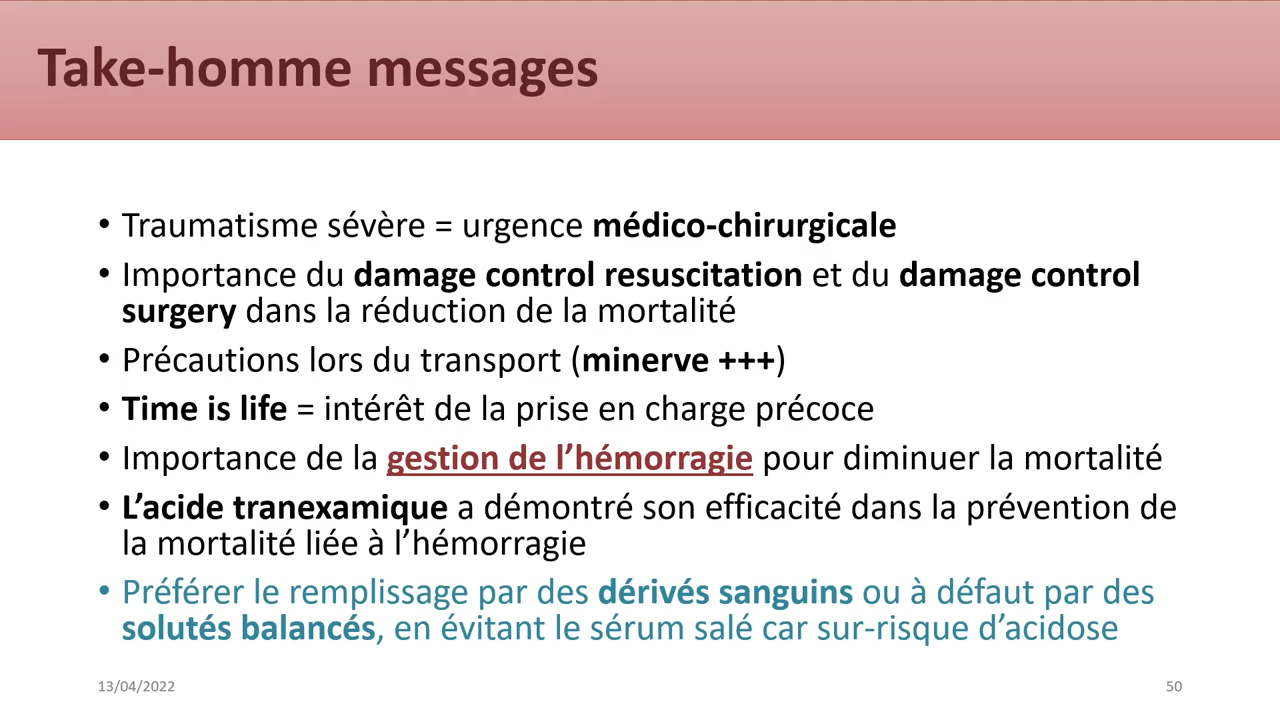 Take-homme messages
• Traumatisme sévère = urgence médico-chirurgicale
• Importance du damage control resuscitation et du damage control
surgery dans la réduction de la mortalité
• Précautions lors du transport (minerve +++)
• Time is life = intérêt de la prise en charge précoce
• Importance de la gestion de l’hémorragie pour diminuer la mortalité
• L’acide tranexamique a démontré son efficacité dans la prévention de
la mortalité liée à l’hémorragie
• Préférer le remplissage par des dérivés sanguins ou à défaut par des
solutés balancés, en évitant le sérum salé car sur-risque d’acidose
13/04/2022
50